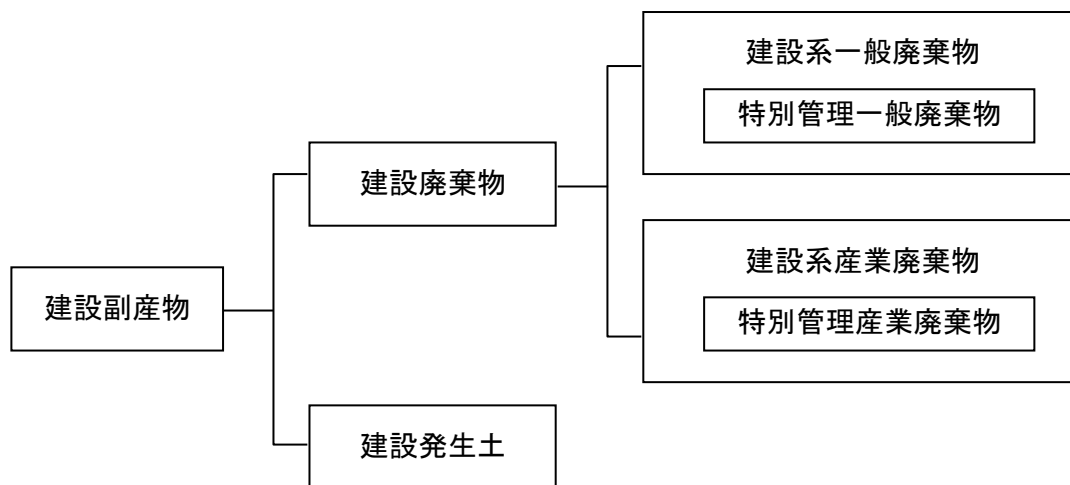 建設系一般廃棄物
特別管理一般廃棄物
建設廃棄物
建設系産業廃棄物
特別管理産業廃棄物
建設副産物
建設発生土